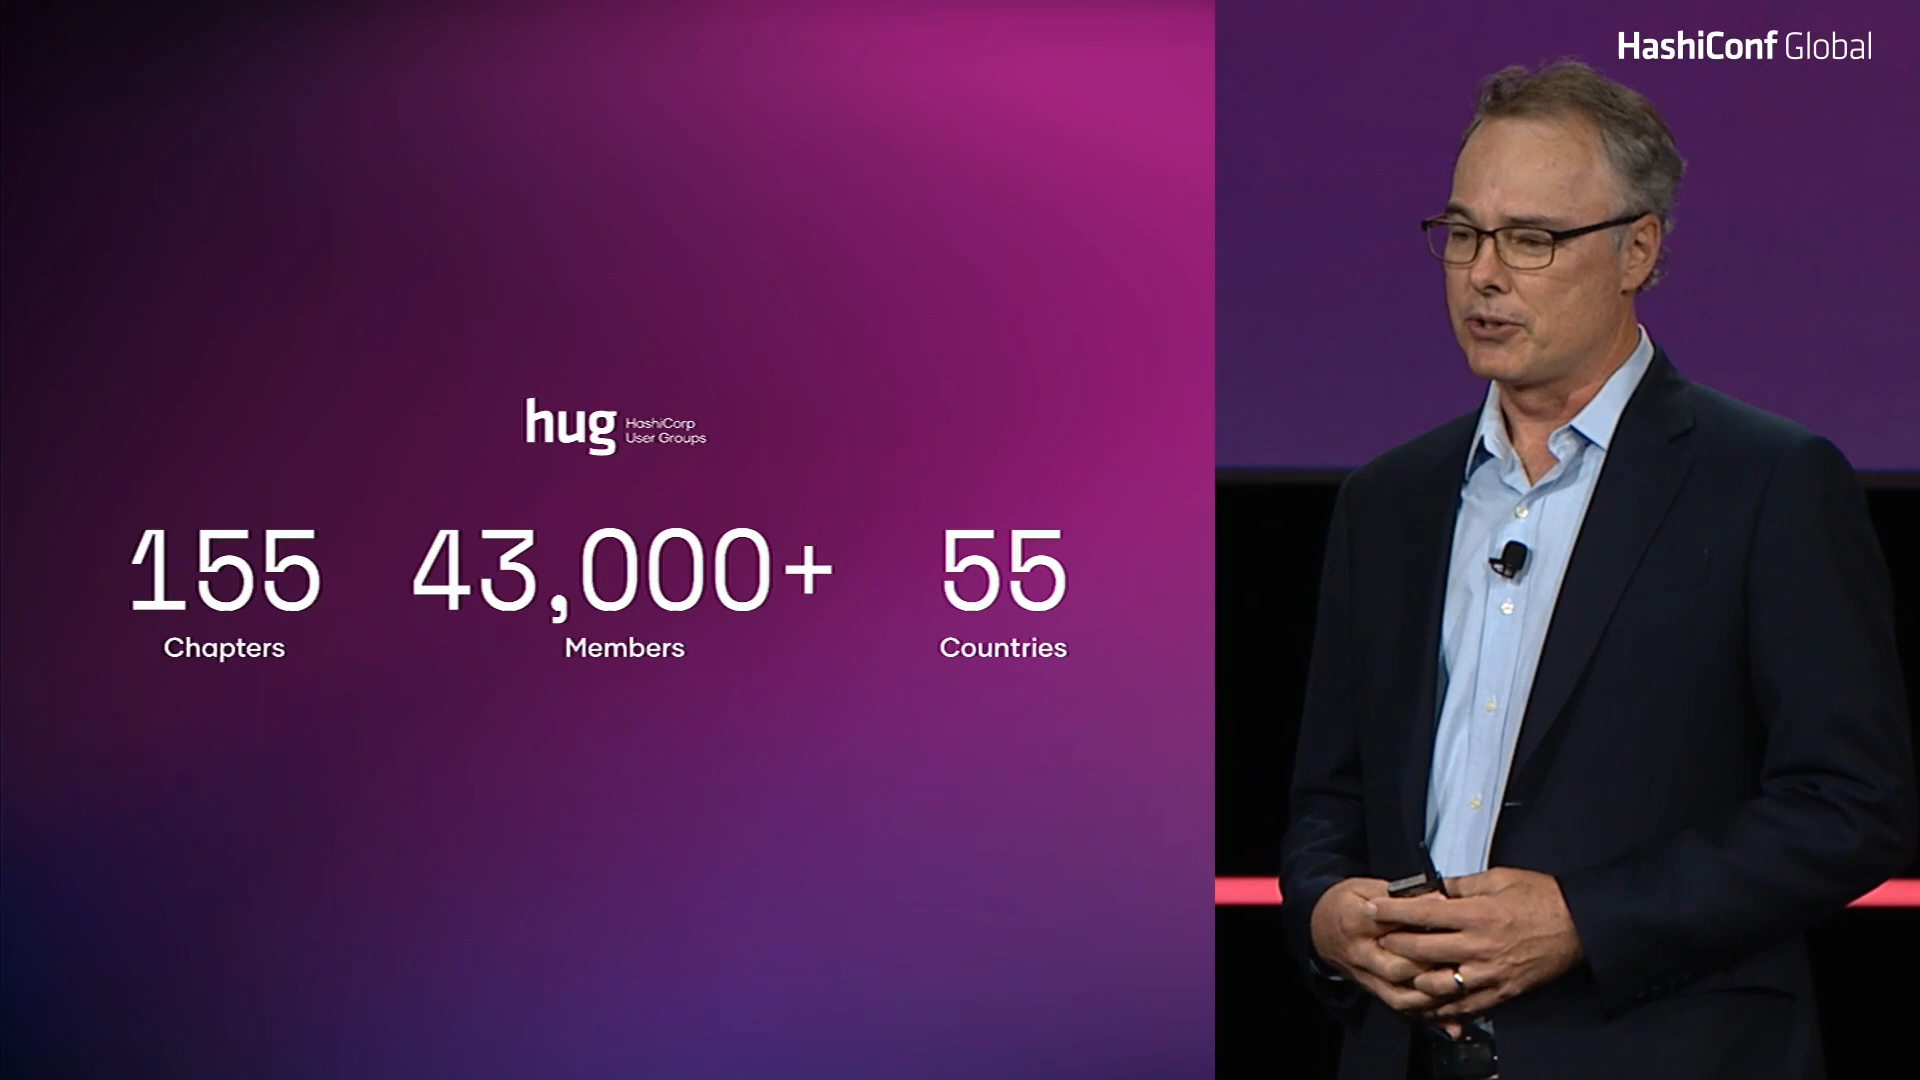 HashiConf Global
hug HashiCorp
User Groups
155 43,000+ 55
Chapters Members Countries